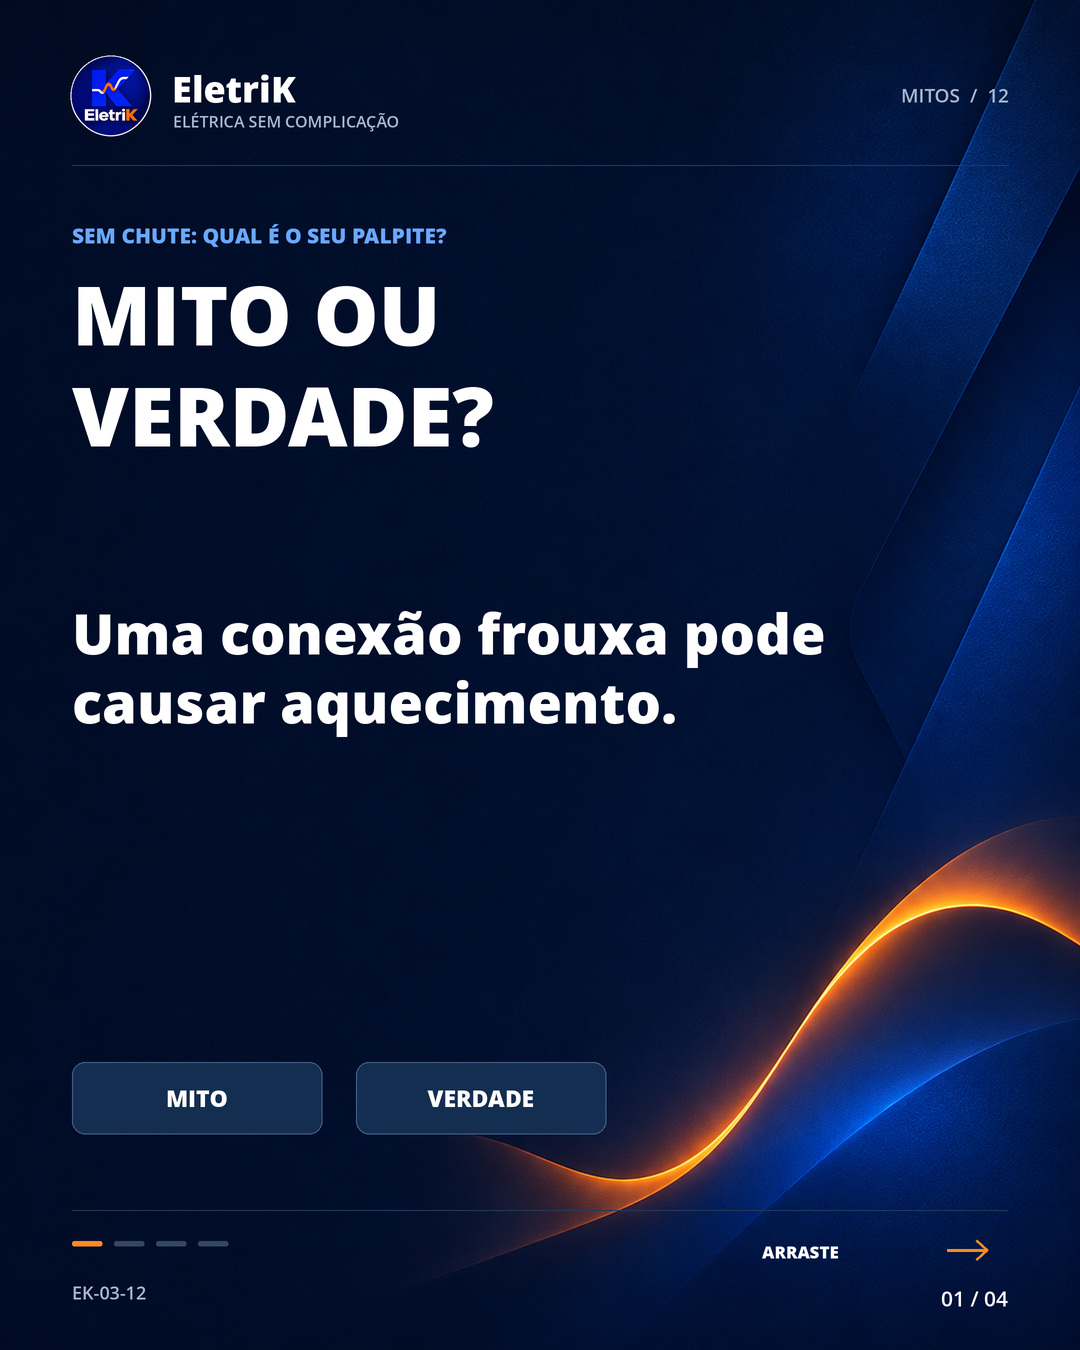 EletriK
EletriK
ELÉTRICA SEM COMPLICAÇÃO
MITOS / 12
SEM CHUTE: QUAL É O SEU PALPITE?
MITO OU
VERDADE?
Uma conexão frouxa pode
causar aquecimento.
MITO
VERDADE
ARRASTE
EK-03-12
01 / 04